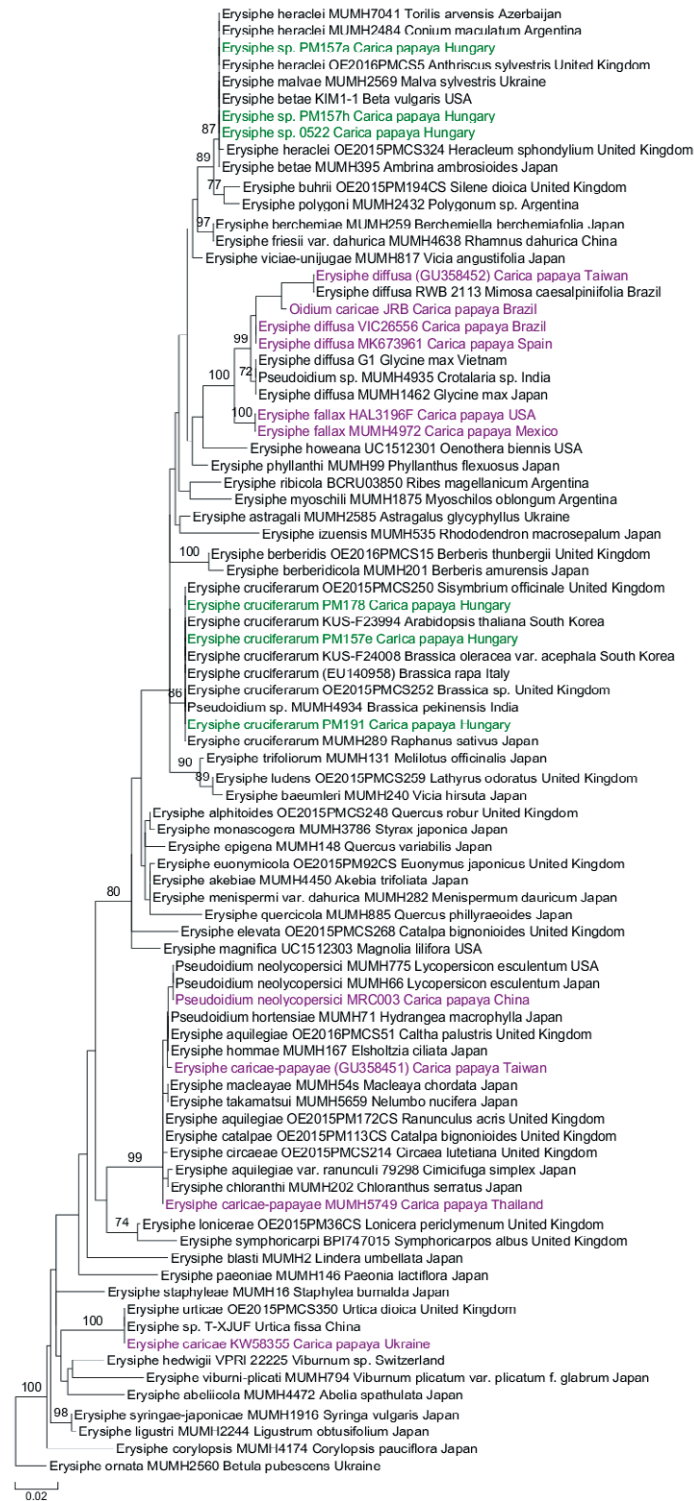 Erysiphe heraclei MUMH7041 Torilis arvensis Azerbaijan
Erysiphe heraclei MUMH2484 Conium maculatum Argentina
Erysiphe sp. PM157a Carica papaya Hungary
Erysiphe heraclei OE2016PMCS5 Anthriscus sylvestris United Kingdom
Erysiphe malvae MUMH2569 Malva sylvestris Ukraine
Erysiphe betae KIM1-1 Beta vulgaris USA
Erysiphe sp. PM157h Carica papaya Hungary
87
Erysiphe sp. 0522 Carica papaya Hungary
Erysiphe heraclei OE2015PMCS324 Heracleum sphondylium United Kingdom
89
Erysiphe betae MUMH395 Ambrina ambrosioides Japan
77
Erysiphe buhrii OE2015PM194CS Silene dioica United Kingdom
Erysiphe polygoni MUMH2432 Polygonum sp. Argentina
97
Erysiphe berchemiae MUMH259 Berchemiella berchemiafolia Japan
Erysiphe friesii var. dahurica MUMH4638 Rhamnus dahurica China
Erysiphe viciae-unijugae MUMH817 Vicia angustifolia Japan
Erysiphe diffusa (GU358452) Carica papaya Taiwan
Erysiphe diffusa RWB 2113 Mimosa caesalpiniifolia Brazil
Oidium caricae JRB Carica papaya Brazil
Erysiphe diffusa VIC26556 Carica papaya Brazil
99
Erysiphe diffusa MK673961 Carica papaya Spain
Erysiphe diffusa G1 Glycine max Vietnam
100
72
Pseudoidium sp. MUMH4935 Crotalaria sp. India
Erysiphe diffusa MUMH1462 Glycine max Japan
100
Erysiphe fallax HAL3196F Carica papaya USA
Erysiphe fallax MUMH4972 Carica papaya Mexico
Erysiphe howeana UC1512301 Oenothera biennis USA
Erysiphe phyllanthi MUMH99 Phyllanthus flexuosus Japan
Erysiphe ribicola BCRU03850 Ribes magellanicum Argentina
Erysiphe myoschili MUMH1875 Myoschilos oblongum Argentina
Erysiphe astragali MUMH2585 Astragalus glycyphyllus Ukraine
Erysiphe izuensis MUMH535 Rhododendron macrosepalum Japan
100
Erysiphe berberidis OE2016PMCS15 Berberis thunbergii United Kingdom
Erysiphe berberidicola MUMH201 Berberis amurensis Japan
Erysiphe cruciferarum OE2015PMCS250 Sisymbrium officinale United Kingdom
Erysiphe cruciferarum PM178 Carica papaya Hungary
Erysiphe cruciferarum KUS-F23994 Arabidopsis thaliana South Korea
Erysiphe cruciferarum PM157e Carica papaya Hungary
Erysiphe cruciferarum KUS-F24008 Brassica oleracea var. acephala South Korea
Erysiphe cruciferarum (EU140958) Brassica rapa Italy
86
Erysiphe cruciferarum OE2015PMCS252 Brassica sp. United Kingdom
Pseudoidium sp. MUMH4934 Brassica pekinensis India
Erysiphe cruciferarum PM191 Carica papaya Hungary
Erysiphe cruciferarum MUMH289 Raphanus sativus Japan
90
Erysiphe trifoliorum MUMH131 Melilotus officinalis Japan
89
Erysiphe ludens OE2015PMCS259 Lathyrus odoratus United Kingdom
Erysiphe baeumleri MUMH240 Vicia hirsuta Japan
Erysiphe alphitoides OE2015PMCS248 Quercus robur United Kingdom
Erysiphe monascogera MUMH3786 Styrax japonica Japan
Erysiphe epigena MUMH148 Quercus variabilis Japan
Erysiphe euonymicola OE2015PM92CS Euonymus japonicus United Kingdom
Erysiphe akebiae MUMH4450 Akebia trifoliata Japan
80
Erysiphe menispermi var. dahurica MUMH282 Menispermum dauricum Japan
Erysiphe quercicola MUMH885 Quercus phillyraeoides Japan
Erysiphe elevata OE2015PMCS268 Catalpa bignonioides United Kingdom
Erysiphe magnifica UC1512303 Magnolia lilifora USA
Pseudoidium neolycopersici MUMH775 Lycopersicon esculentum USA
Pseudoidium neolycopersici MUMH66 Lycopersicon esculentum Japan
Pseudoidium neolycopersici MRC003 Carica papaya China
Pseudoidium hortensiae MUMH71 Hydrangea macrophylla Japan
Erysiphe aquilegiae OE2016PMCS51 Caltha palustris United Kingdom
Erysiphe hommae MUMH167 Elsholtzia ciliata Japan
Erysiphe caricae-papayae (GU358451) Carica papaya Taiwan
Erysiphe macleayae MUMH54s Macleaya chordata Japan
Erysiphe takamatsui MUMH5659 Nelumbo nucifera Japan
Erysiphe aquilegiae OE2015PM172CS Ranunculus acris United Kingdom
Erysiphe catalpae OE2015PM113CS Catalpa bignonioides United Kingdom
99
Erysiphe circaeae OE2015PMCS214 Circaea lutetiana United Kingdom
Erysiphe aquilegiae var. ranunculi 79298 Cimicifuga simplex Japan
Erysiphe chloranthi MUMH202 Chloranthus serratus Japan
Erysiphe caricae-papayae MUMH5749 Carica papaya Thailand
74
Erysiphe lonicerae OE2015PM36CS Lonicera periclymenum United Kingdom
Erysiphe symphoricarpi BPI747015 Symphoricarpos albus United Kingdom
Erysiphe blasti MUMH2 Lindera umbellata Japan
Erysiphe paeoniae MUMH146 Paeonia lactiflora Japan
Erysiphe staphyleae MUMH16 Staphylea bumalda Japan
Erysiphe urticae OE2015PMCS350 Urtica dioica United Kingdom
100
Erysiphe sp. T-XJUF Urtica fissa China
Erysiphe caricae KW58355 Carica papaya Ukraine
Erysiphe hedwigii VPRI 22225 Viburnum sp. Switzerland
Erysiphe viburni-plicati MUMH794 Viburnum plicatum var. plicatum f. glabrum Japan
100
Erysiphe abeliicola MUMH4472 Abelia spathulata Japan
98
Erysiphe syringae-japonicae MUMH1916 Syringa vulgaris Japan
Erysiphe ligustri MUMH2244 Ligustrum obtusifolium Japan
Erysiphe corylopsis MUMH4174 Corylopsis pauciflora Japan
Erysiphe ornata MUMH2560 Betula pubescens Ukraine
0.02